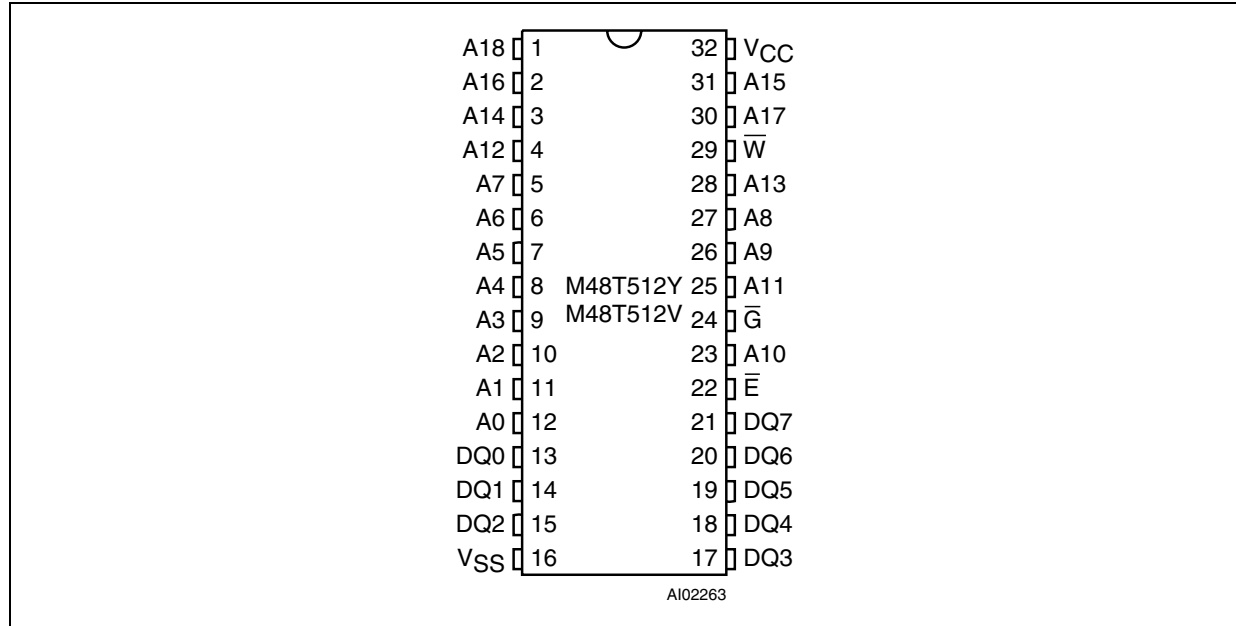 A18 1 32 VCC
A16 2 31 A15
A14 3 30 A17
A12 4 29 W̅
A7 5 28 A13
A6 6 27 A8
A5 7 26 A9
A4 8 M48T512Y 25 A11
A3 9 M48T512V 24 G̅
A2 10 23 A10
A1 11 22 E̅
A0 12 21 DQ7
DQ0 13 20 DQ6
DQ1 14 19 DQ5
DQ2 15 18 DQ4
VSS 16 17 DQ3
AI02263